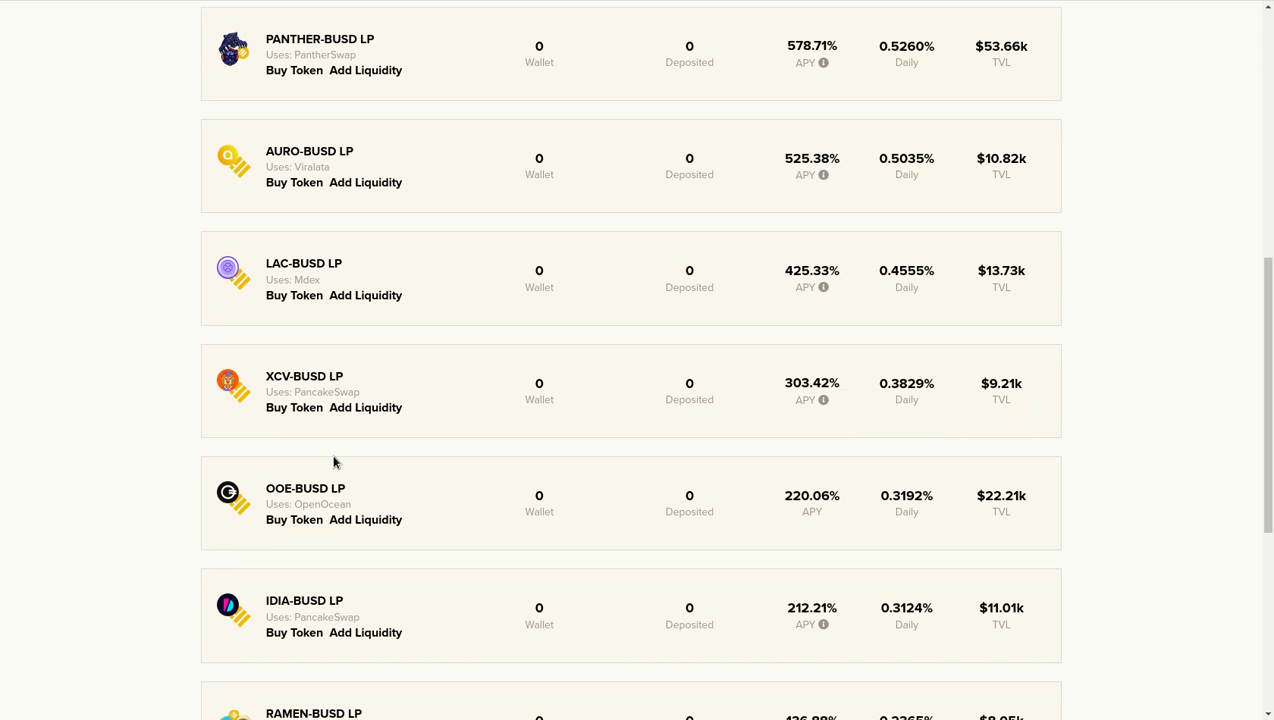 PANTHER-BUSD LP
Uses: PantherSwap
Buy Token Add Liquidity
0
Wallet
0
Deposited
578.71%
APY
0.5260%
Daily
$53.66k
TVL
AURO-BUSD LP
Uses: Viralata
Buy Token Add Liquidity
0
Wallet
0
Deposited
525.38%
APY
0.5035%
Daily
$10.82k
TVL
LAC-BUSD LP
Uses: Mdex
Buy Token Add Liquidity
0
Wallet
0
Deposited
425.33%
APY
0.4555%
Daily
$13.73k
TVL
XCV-BUSD LP
Uses: PancakeSwap
Buy Token Add Liquidity
0
Wallet
0
Deposited
303.42%
APY
0.3829%
Daily
$9.21k
TVL
OOE-BUSD LP
Uses: OpenOcean
Buy Token Add Liquidity
0
Wallet
0
Deposited
220.06%
APY
0.3192%
Daily
$22.21k
TVL
IDIA-BUSD LP
Uses: PancakeSwap
Buy Token Add Liquidity
0
Wallet
0
Deposited
212.21%
APY
0.3124%
Daily
$11.01k
TVL
RAMEN-BUSD LP